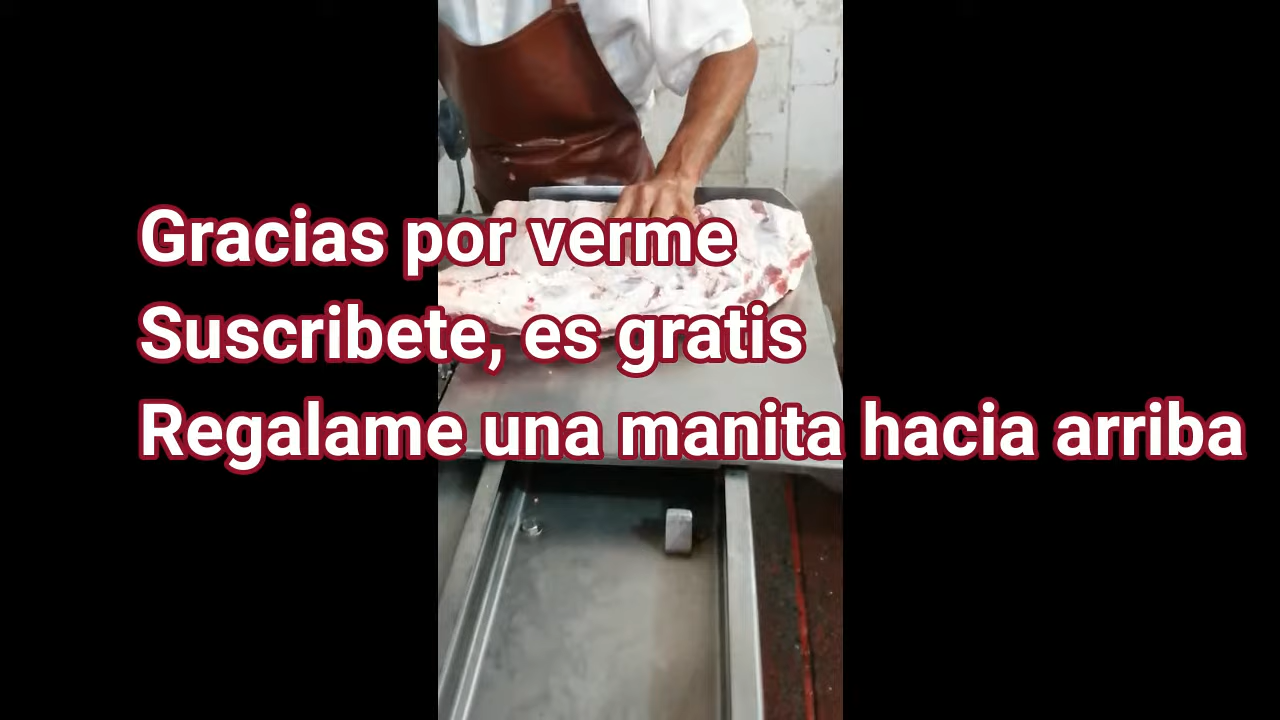 Gracias por verme
Suscribete, es gratis
Regalame una manita hacia arriba